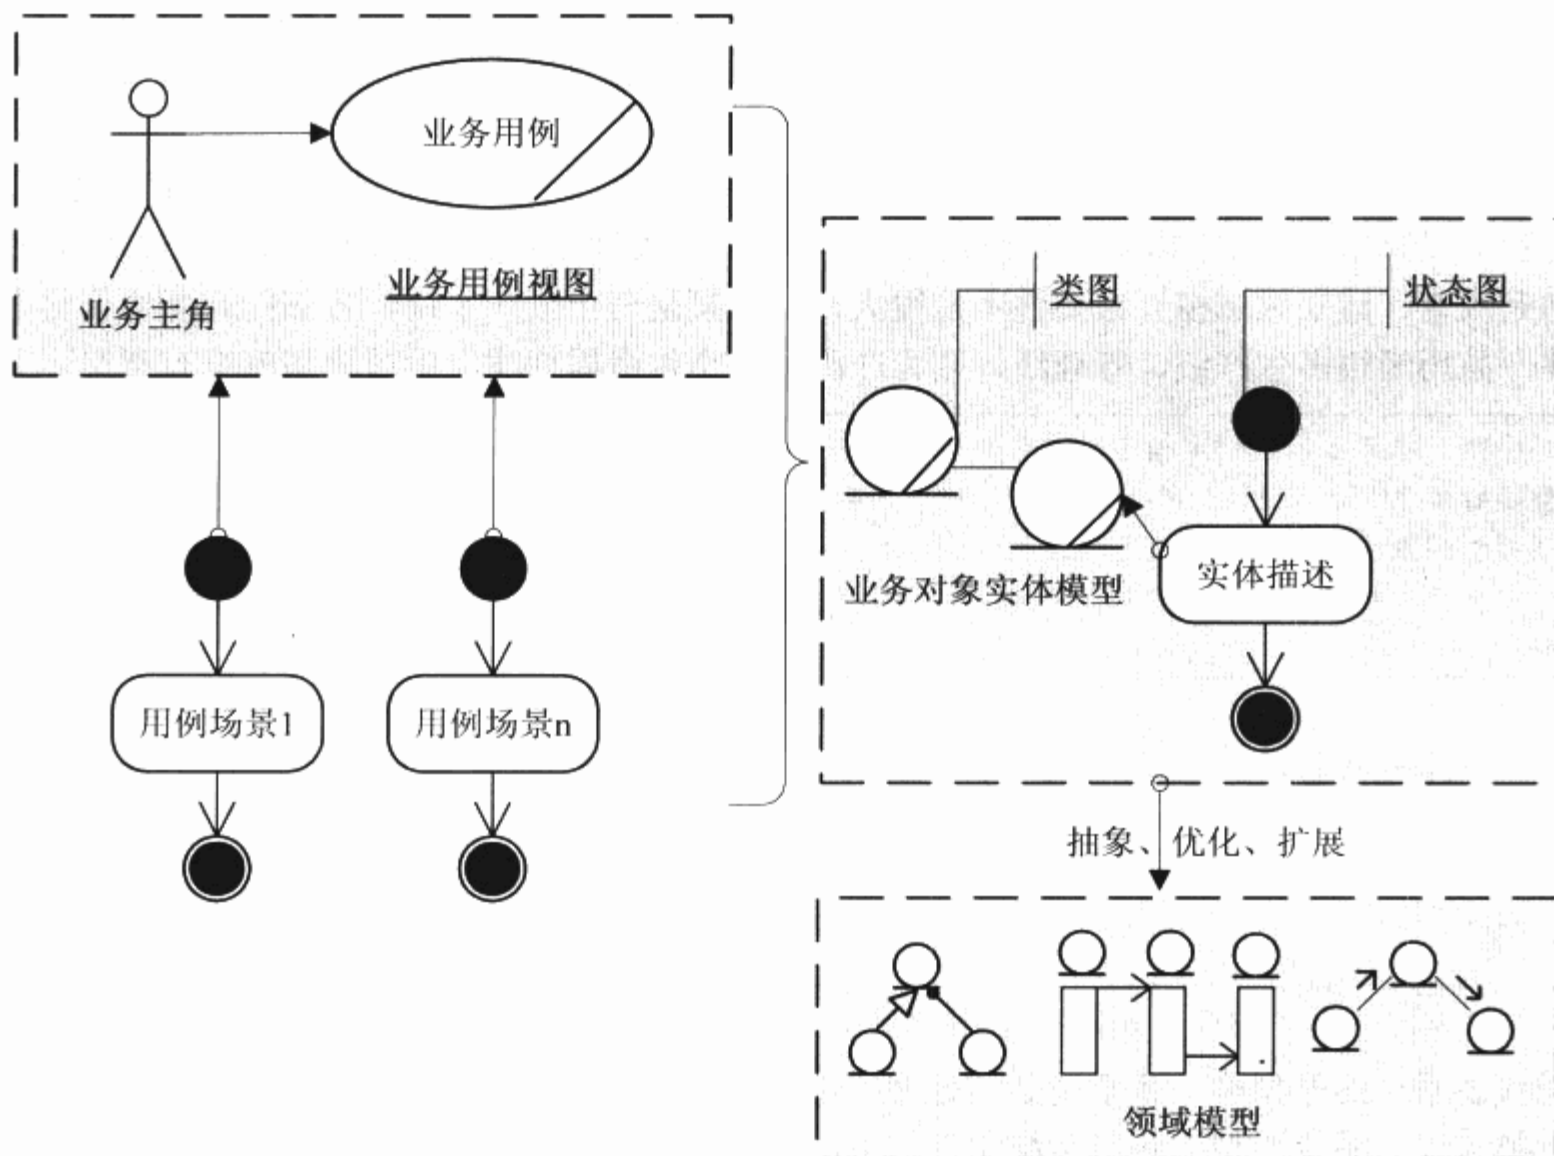 业务用例
业务用例视图
业务主角
用例场景1
用例场景n
类图
状态图
业务对象实体模型
实体描述
抽象、优化、扩展
领域模型